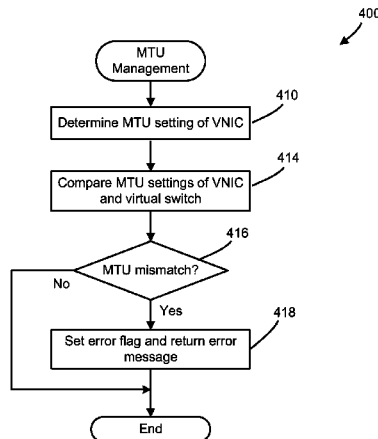 400
MTU
Management
410
Determine MTU setting of VNIC
414
Compare MTU settings of VNIC
and virtual switch
416
MTU mismatch?
No
Yes
418
Set error flag and return error
message
End